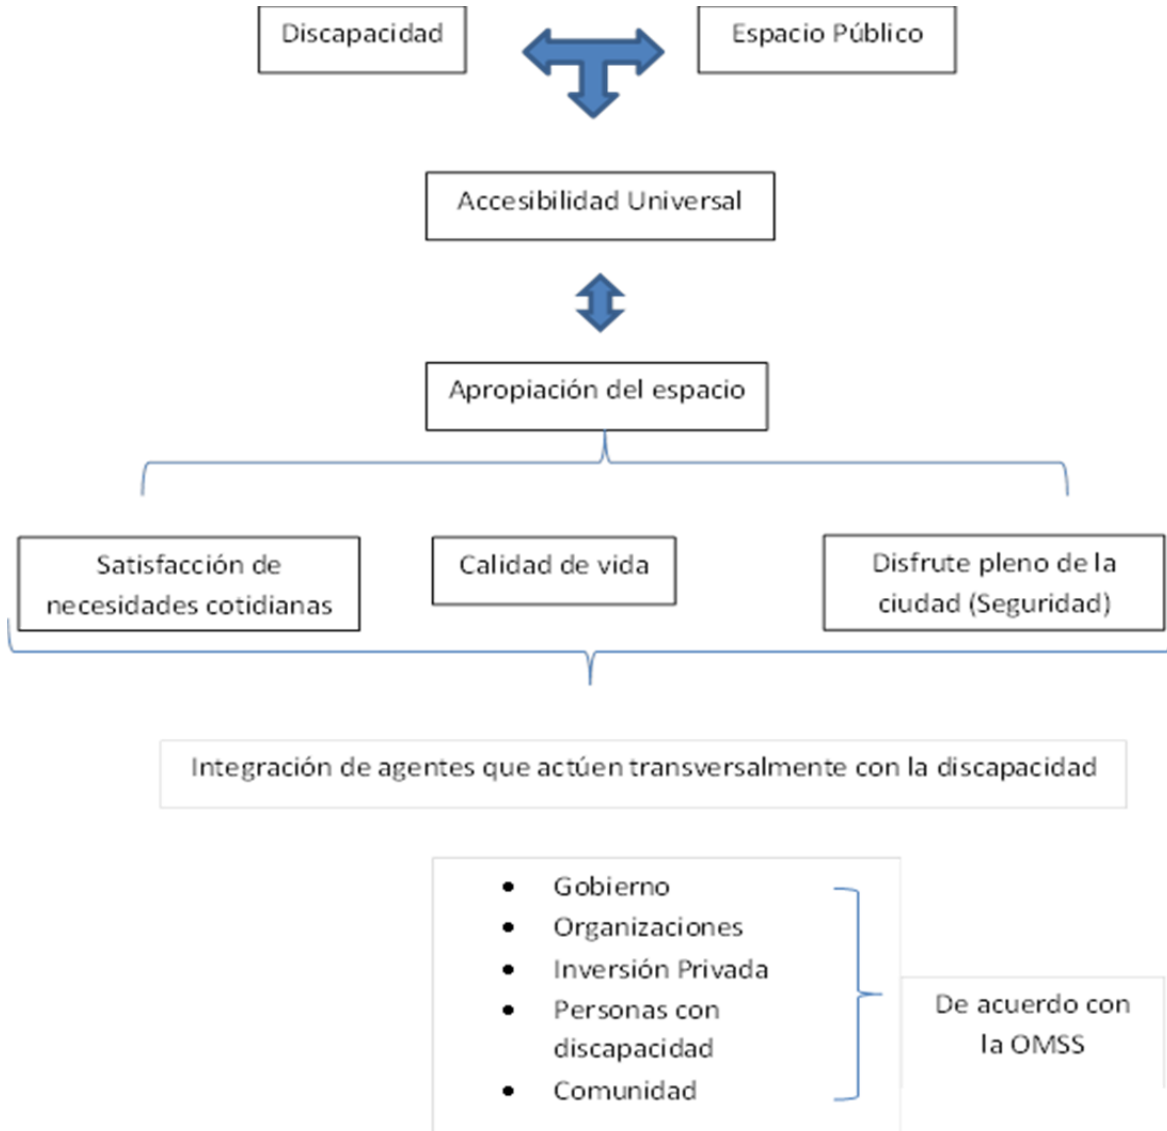 Discapacidad
Espacio Público
Accesibilidad Universal
Apropiación del espacio
Satisfacción de
necesidades cotidianas
Calidad de vida
Disfrute pleno de la
ciudad (Seguridad)
Integración de agentes que actúen transversalmente con la discapacidad
• Gobierno
• Organizaciones
• Inversión Privada
• Personas con
discapacidad
• Comunidad
De acuerdo con
la OMSS